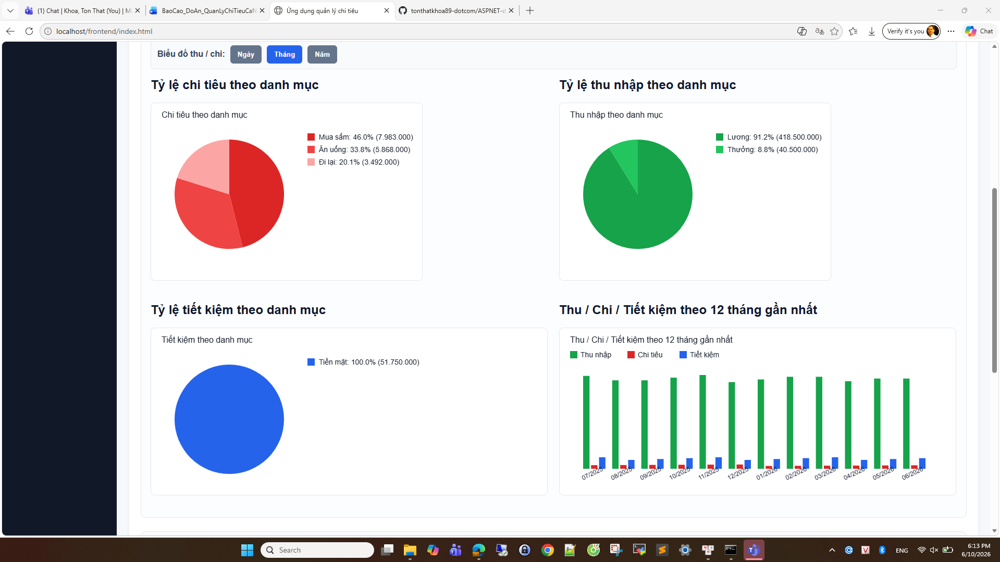 (1) Chat | Khoa, Ton That (You) | Mi
BaoCao_DoAn_QuanLyChiTieuCaN
Ứng dụng quản lý chi tiêu
tonthatkhoa89-dotcom/ASPNET-d
localhost/frontend/index.html
Verify it's you
Chat
Biểu đồ thu / chi: Ngày Tháng Năm
Tỷ lệ chi tiêu theo danh mục
Chi tiêu theo danh mục
Mua sắm: 46.0% (7.983.000)
Ăn uống: 33.8% (5.868.000)
Đi lại: 20.1% (3.492.000)
Tỷ lệ thu nhập theo danh mục
Thu nhập theo danh mục
Lương: 91.2% (418.500.000)
Thưởng: 8.8% (40.500.000)
Tỷ lệ tiết kiệm theo danh mục
Tiết kiệm theo danh mục
Tiền mặt: 100.0% (51.750.000)
Thu / Chi / Tiết kiệm theo 12 tháng gần nhất
Thu / Chi / Tiết kiệm theo 12 tháng gần nhất
Thu nhập Chi tiêu Tiết kiệm
07/2025 08/2025 09/2025 10/2025 11/2025 12/2025 01/2026 02/2026 03/2026 04/2026 05/2026 06/2026
Search
ENG
6:13 PM
6/10/2026